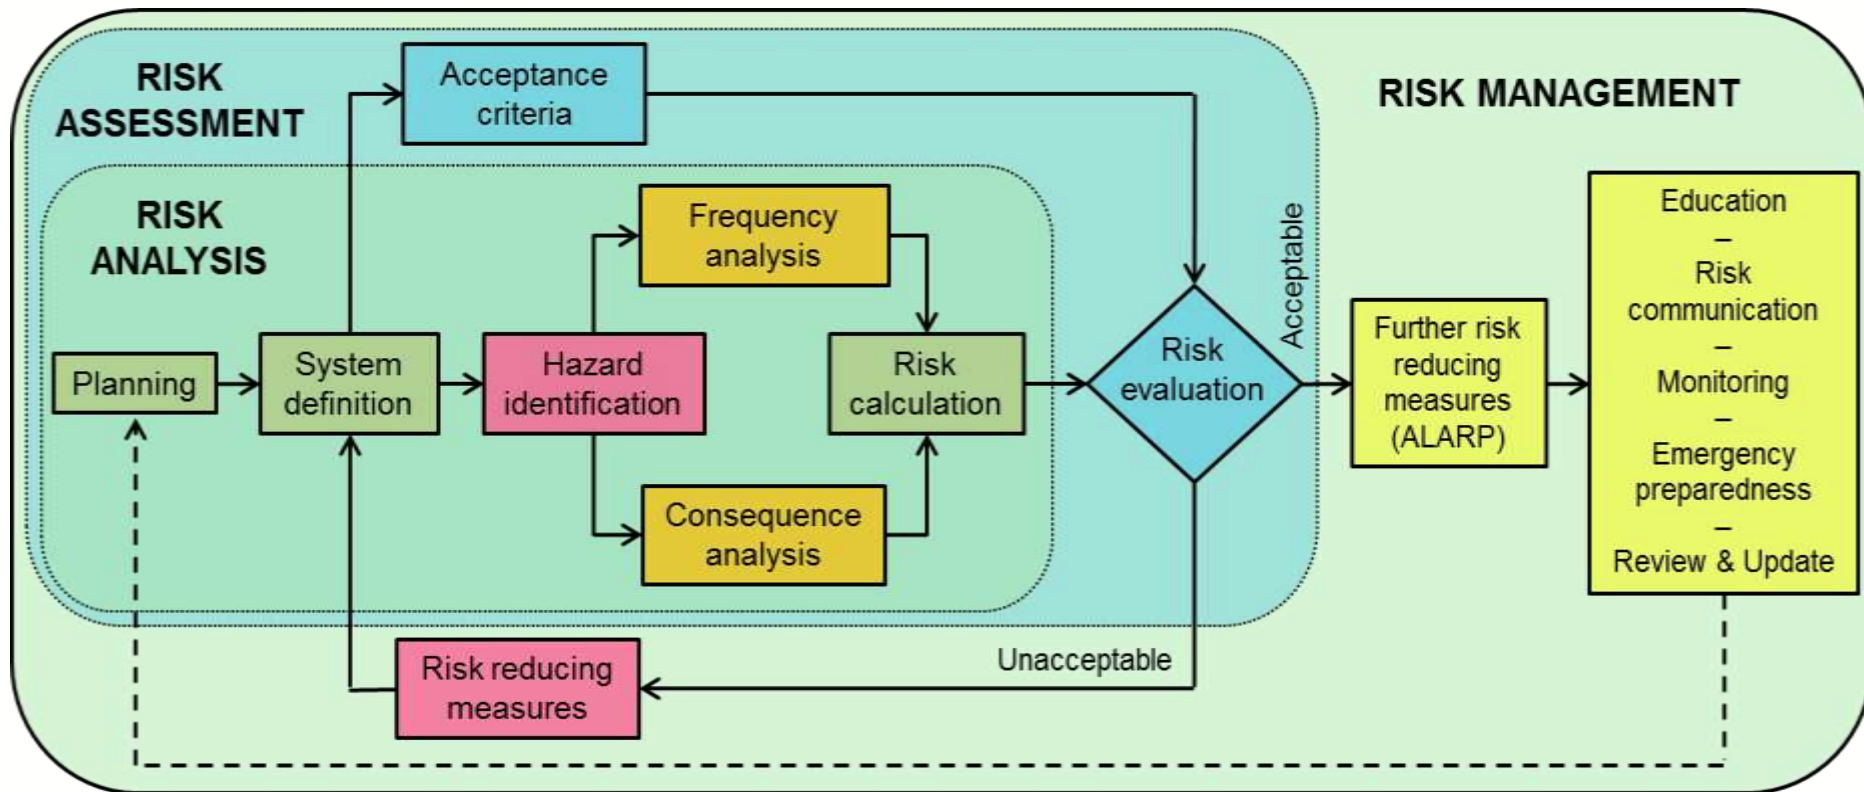 RISK
ASSESSMENT
Acceptance
criteria
RISK MANAGEMENT
RISK
ANALYSIS
Frequency
analysis
Planning
System
definition
Hazard
identification
Risk
calculation
Consequence
analysis
Risk
evaluation
Acceptable
Unacceptable
Risk reducing
measures
Further risk
reducing
measures
(ALARP)
Education
–
Risk
communication
–
Monitoring
–
Emergency
preparedness
–
Review & Update